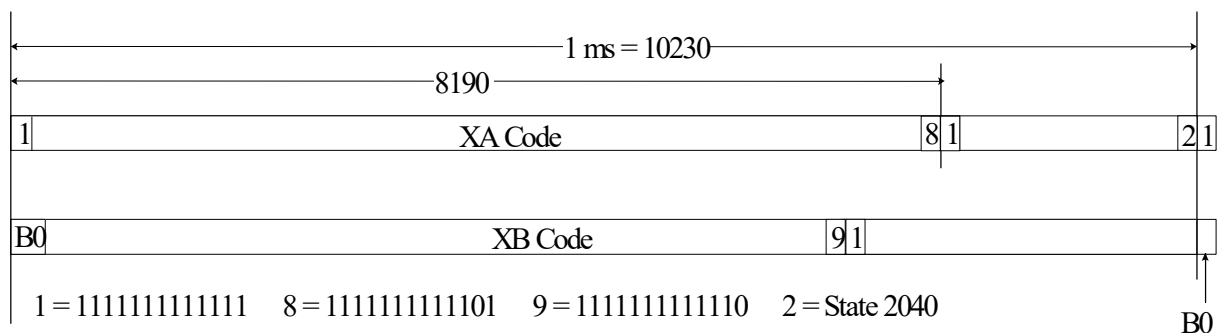 1 ms = 10230
8190
1 XA Code 8 1 2 1
B0 XB Code 9 1
1 = 1111111111111 8 = 1111111111101 9 = 1111111111110 2 = State 2040
B0